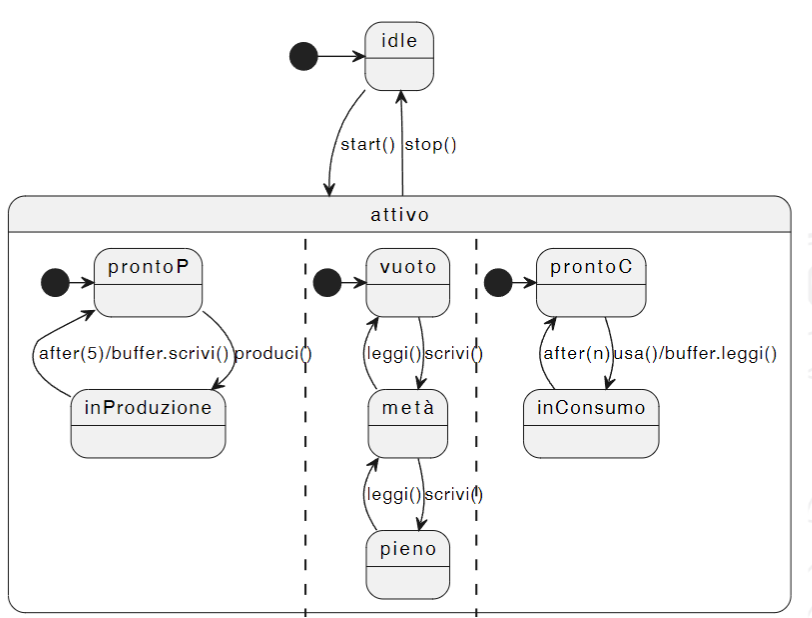 idle
start() stop()
attivo
prontoP vuoto prontoC
after(5)/buffer.scrivi() produci() leggi() scrivi() after(n) usa()/buffer.leggi()
inProduzione metà inConsumo
leggi() scrivi()
pieno